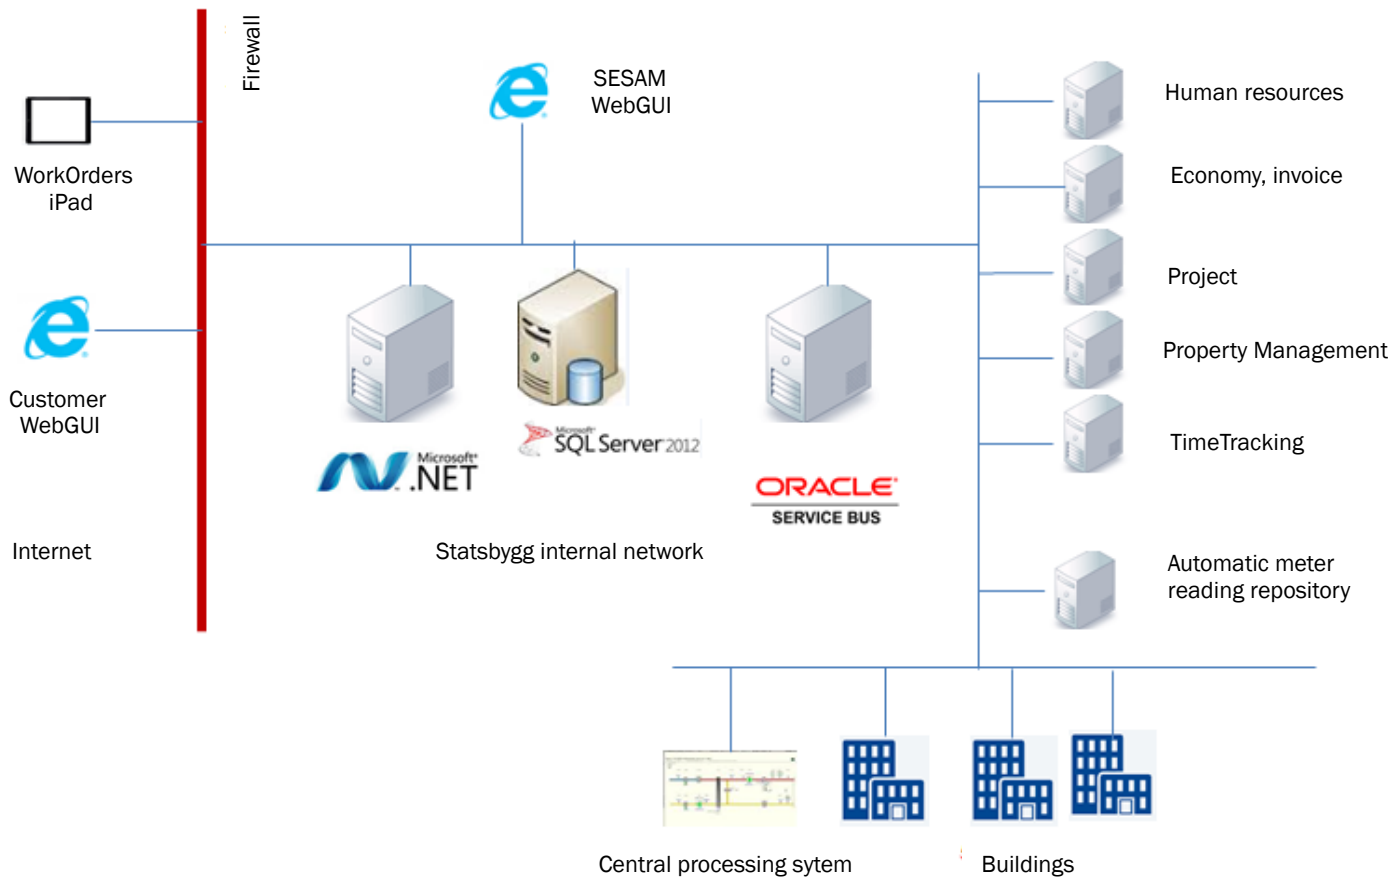 Firewall
SESAM
WebGUI
Human resources
WorkOrders
iPad
Economy, invoice
Project
Property Management
Customer
WebGUI
Microsoft®
.NET
Microsoft®
SQL Server 2012
TimeTracking
ORACLE®
SERVICE BUS
Internet
Statsbygg internal network
Automatic meter
reading repository
Central processing sytem
Buildings